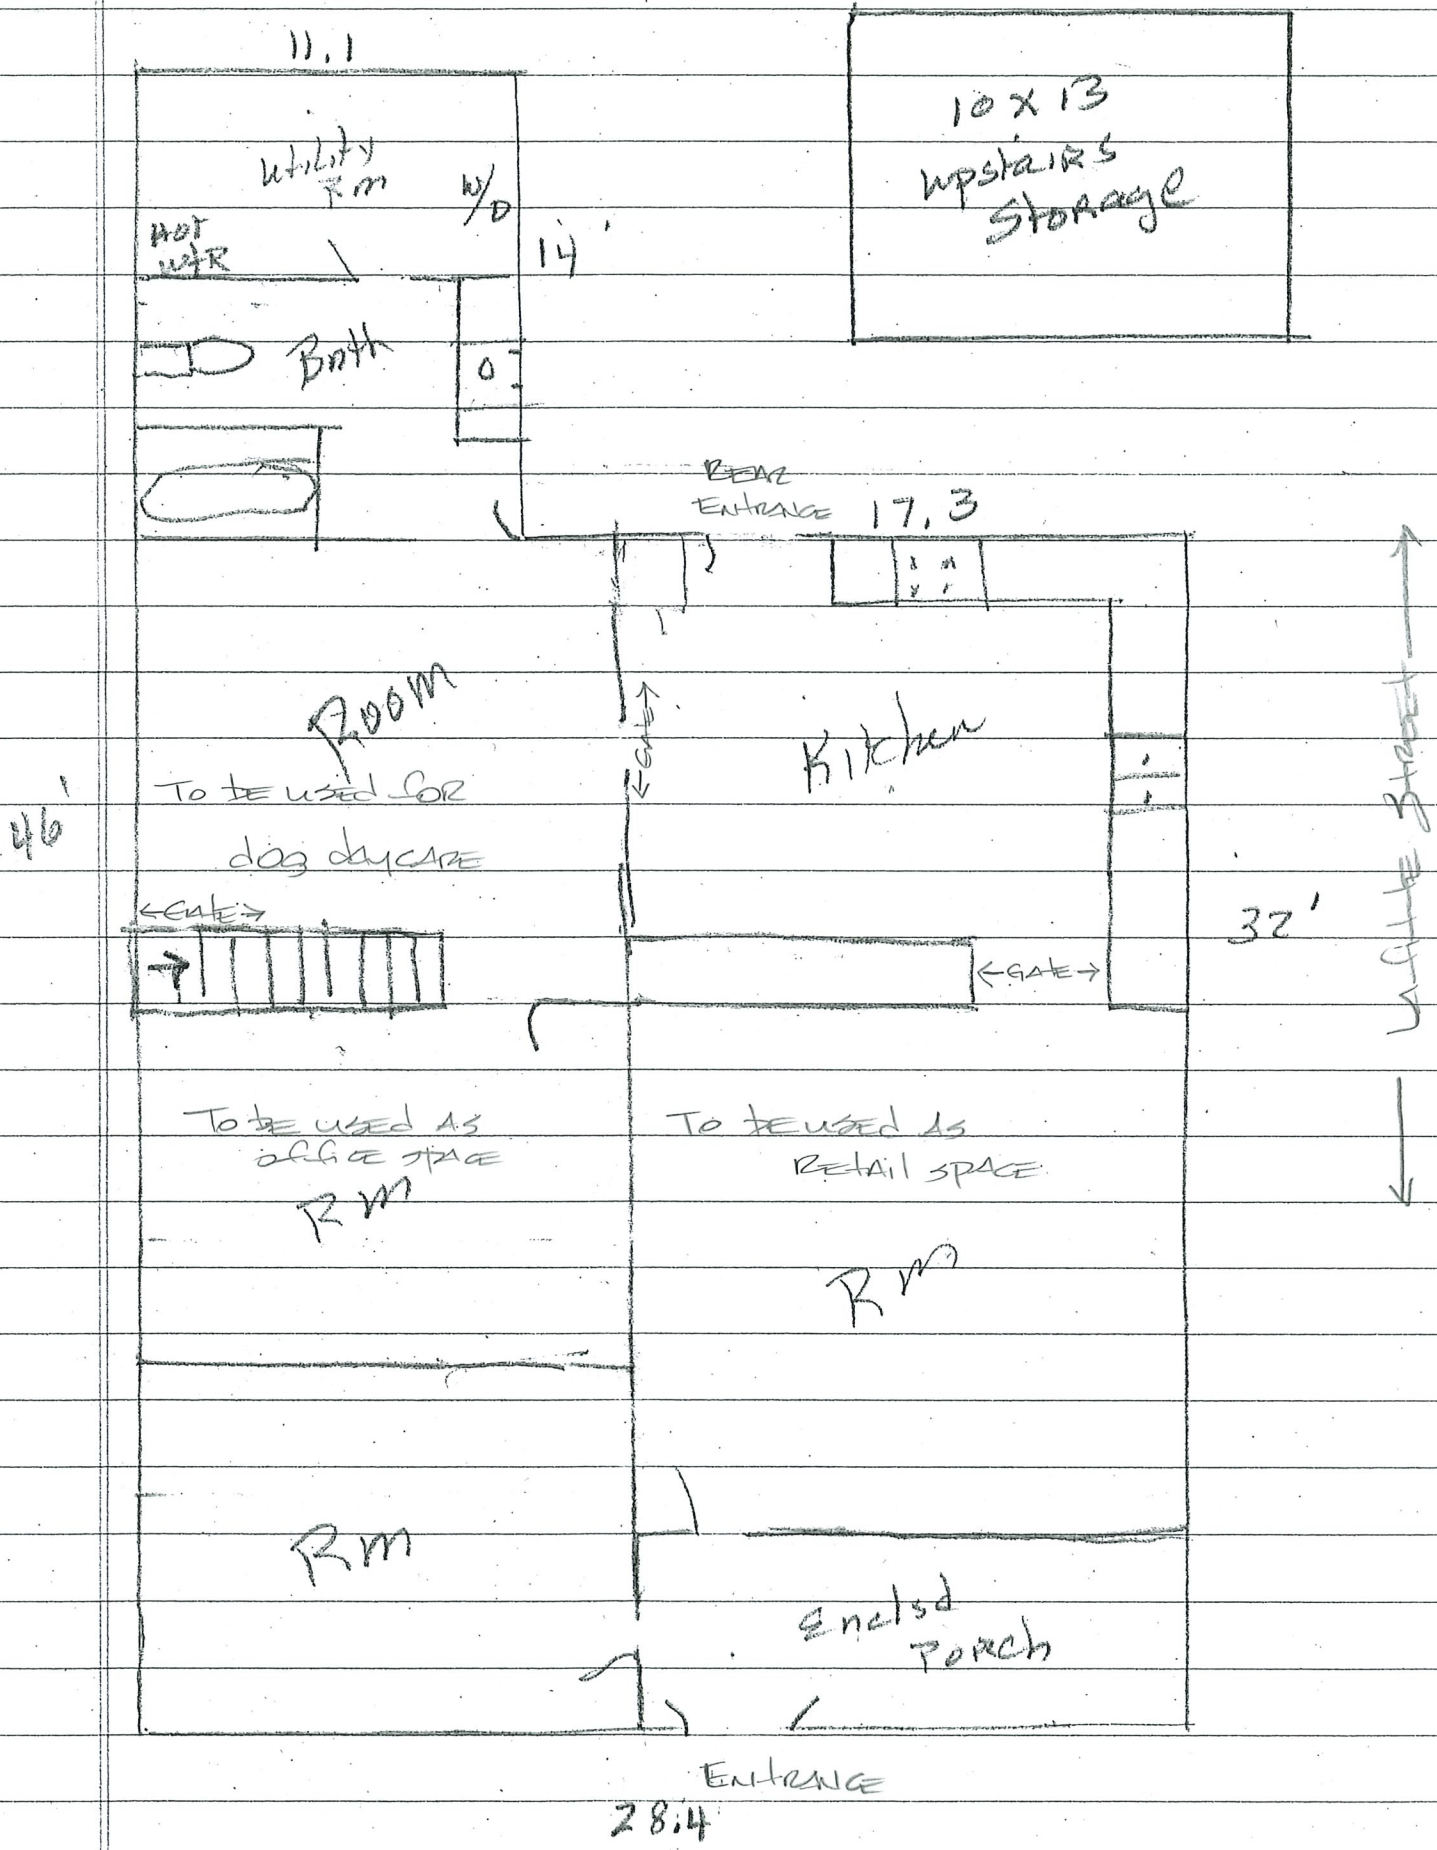 11.1
10 x 13
upstairs
Storage
Utility
Rm
W/D
HOT
WtR
14'
Bath
REAR
ENTRANCE
17.3
Room
To be used for
dog daycare
←GATE→
Kitchen
←GATE→
46'
←GATE→
32'
To be used as
office space
Rm
To be used as
Retail space
Rm
Rm
Enclsd
Porch
ENTRANCE
28.4